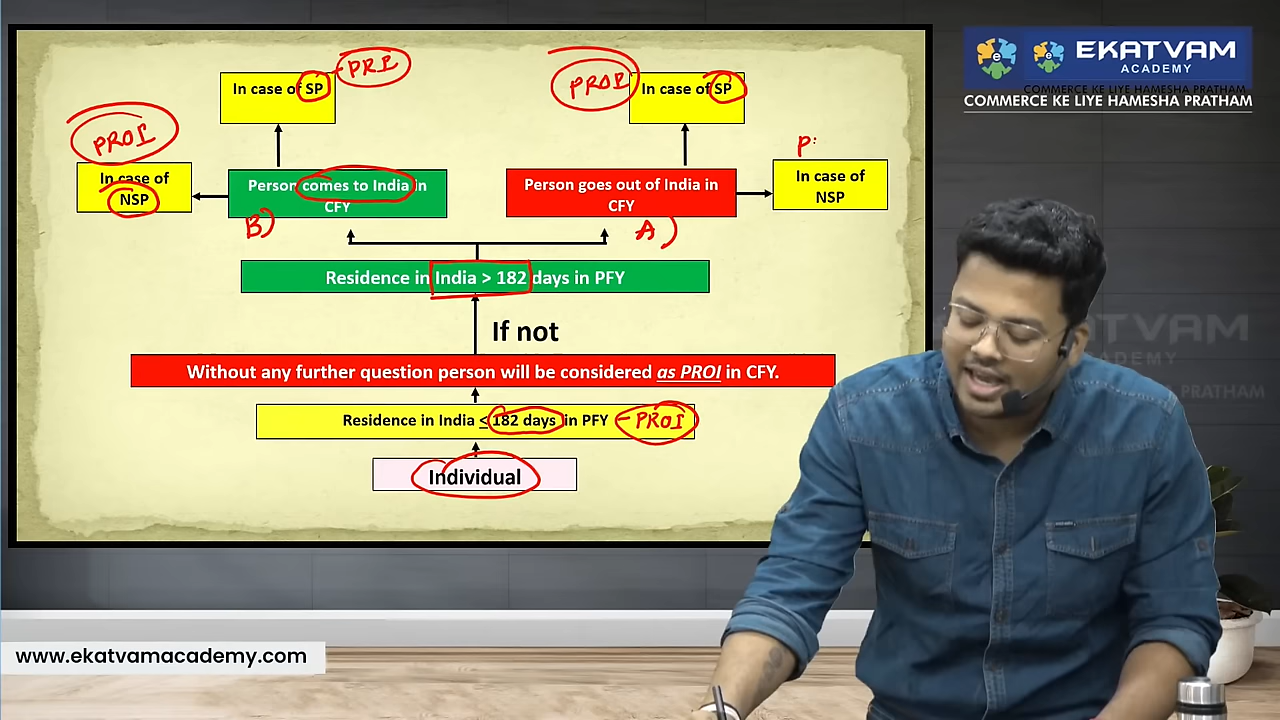 EKATVAM
ACADEMY
COMMERCE KE LIYE HAMESHA PRATHAM
PRI
In case of SP
PROI
In case of SP
PROI
In case of
NSP
Person comes to India in
CFY
B)
Person goes out of India in
CFY
A)
P
In case of
NSP
Residence in India > 182 days in PFY
If not
Without any further question person will be considered as PROI in CFY.
Residence in India ≤ 182 days in PFY
- PROI
Individual
www.ekatvamacademy.com